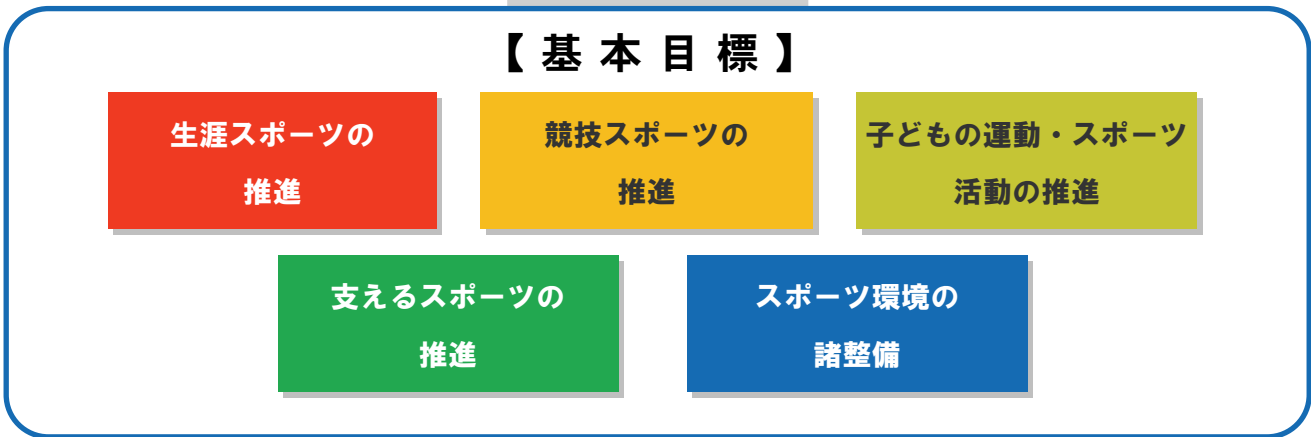 【基本目標】
生涯スポーツの
推進
競技スポーツの
推進
子どもの運動・スポーツ
活動の推進
支えるスポーツの
推進
スポーツ環境の
諸整備